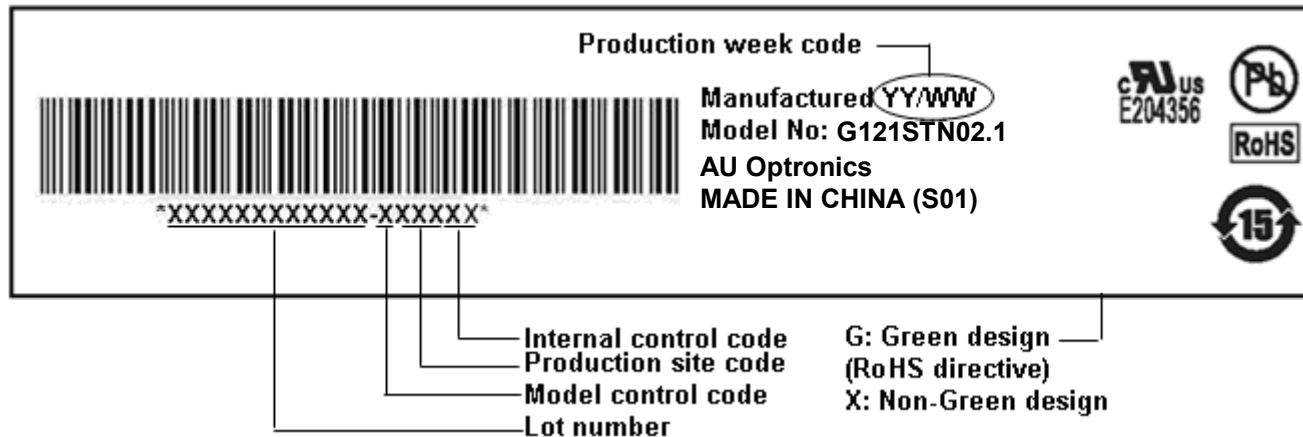 Production week code
Manufactured YY/WW
Model No: G121STN02.1
AU Optronics
MADE IN CHINA (S01)
c RU US
E204356
Pb
RoHS
15
*XXXXXXXXXXXX-XXXXXX*
Internal control code
Production site code
Model control code
Lot number
G: Green design
(RoHS directive)
X: Non-Green design